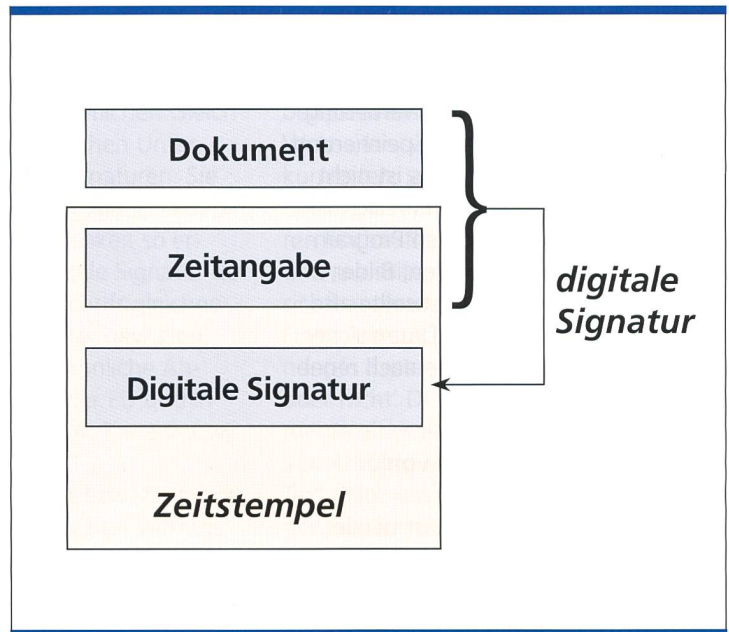 Dokument
Zeitangabe
digitale
Signatur
Digitale Signatur
Zeitstempel